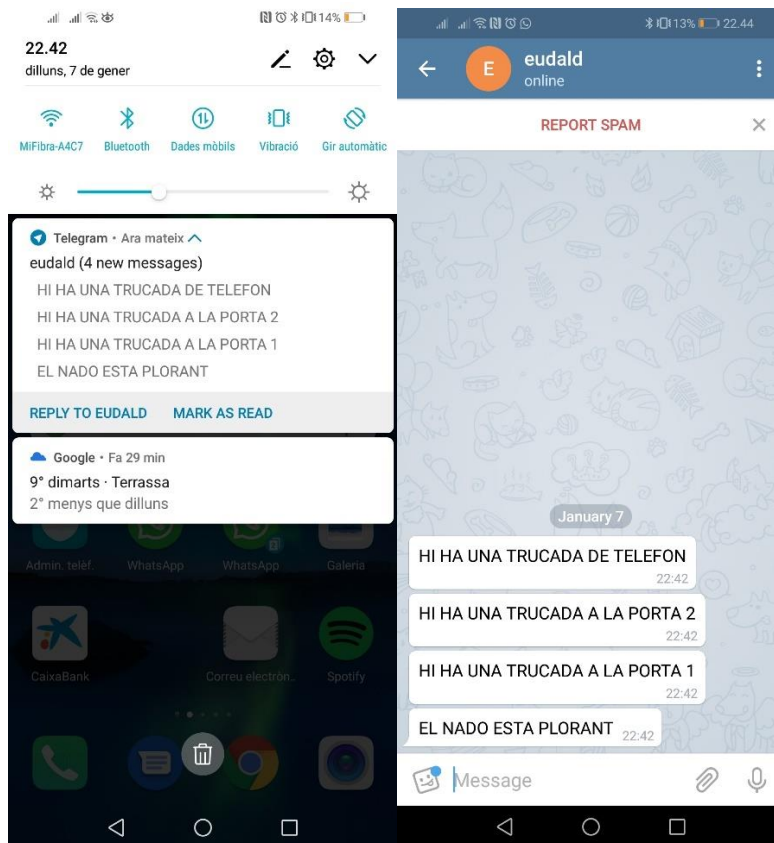 14%
22.42
dilluns, 7 de gener
MiFibra-A4C7 Bluetooth Dades mòbils Vibració Gir automàtic
Telegram · Ara mateix
eudald (4 new messages)
HI HA UNA TRUCADA DE TELEFON
HI HA UNA TRUCADA A LA PORTA 2
HI HA UNA TRUCADA A LA PORTA 1
EL NADO ESTA PLORANT
REPLY TO EUDALD MARK AS READ
Google · Fa 29 min
9° dimarts · Terrassa
2° menys que dilluns
Admin. telèf. WhatsApp WhatsApp Galeria
CaixaBank Correu electròn.. Spotify
13% 22.44
E
eudald
online
REPORT SPAM
January 7
HI HA UNA TRUCADA DE TELEFON
22:42
HI HA UNA TRUCADA A LA PORTA 2
22:42
HI HA UNA TRUCADA A LA PORTA 1
22:42
EL NADO ESTA PLORANT 22:42
Message